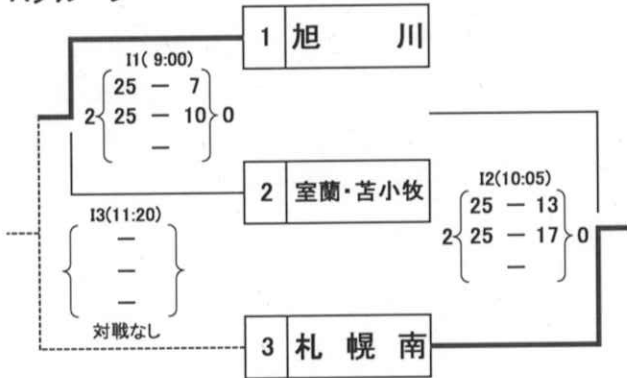 1 旭 川
I1( 9:00)
25 － 7
2 25 － 10 0
－
2 室蘭・苫小牧
I2(10:05)
25 － 13
2 25 － 17 0
－
I3(11:20)
－
－
－
対戦なし
3 札 幌 南